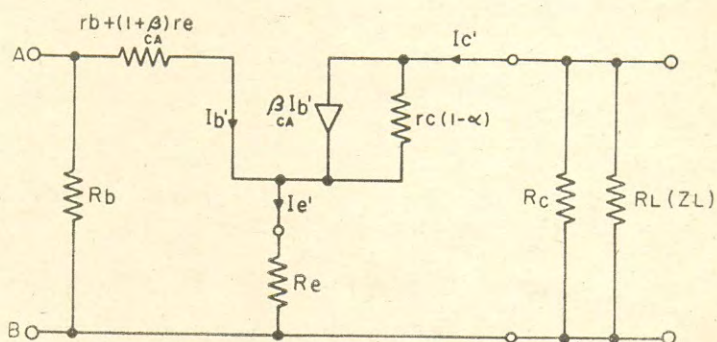 rb+(1+β)re
CA
Ic'
A
Ib'
βIb'
CA
rc(1-α)
Rb
Ie'
Rc
RL(ZL)
Re
B